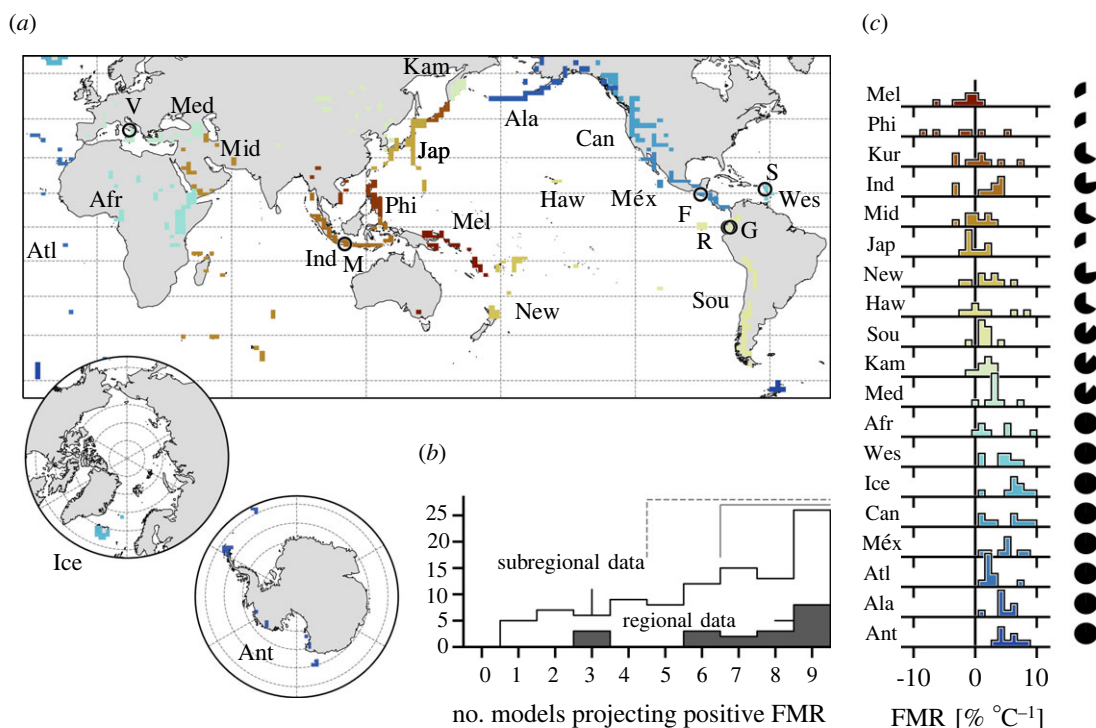 (a)
Kam
V
Med
Ala
Can
Mid
Jap
S
Afr
Phi
Haw
Méx
Wes
F
Mel
Atl
Ind
M
R
G
New
Sou
Ice
Ant
(b)
25
20
15
10
5
0
subregional data
regional data
0 1 2 3 4 5 6 7 8 9
no. models projecting positive FMR
(c)
Mel
Phi
Kur
Ind
Mid
Jap
New
Haw
Sou
Kam
Med
Afr
Wes
Ice
Can
Méx
Atl
Ala
Ant
-10 0 10
FMR [% °C⁻¹]